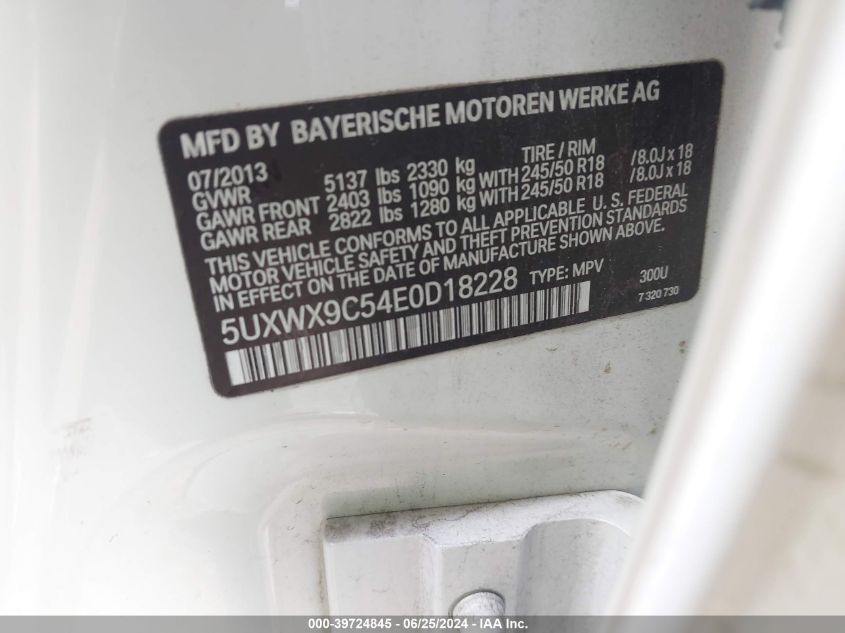 MFD BY BAYERISCHE MOTOREN WERKE AG
07/2013 TIRE / RIM
GVWR 5137 lbs 2330 kg
GAWR FRONT 2403 lbs 1090 kg WITH 245/50 R18 /8.0J x 18
GAWR REAR 2822 lbs 1280 kg WITH 245/50 R18 /8.0J x 18
THIS VEHICLE CONFORMS TO ALL APPLICABLE U. S. FEDERAL
MOTOR VEHICLE SAFETY AND THEFT PREVENTION STANDARDS
IN EFFECT ON THE DATE OF MANUFACTURE SHOWN ABOVE.
5UXWX9C54E0D18228 TYPE: MPV 300U
7 320 730
000-39724845 - 06/25/2024 - IAA Inc.